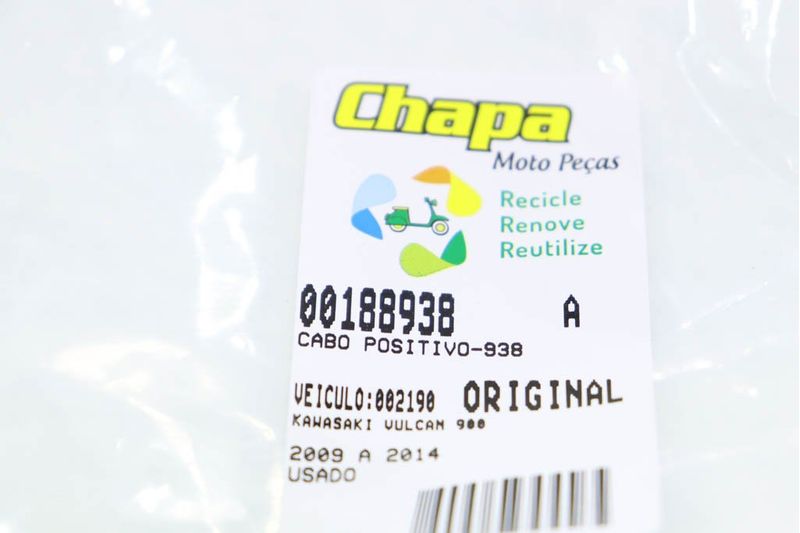 Chapa
Moto Peças
Recicle
Renove
Reutilize
00188938 A
CABO POSITIVO-938
VEICULO:002190 ORIGINAL
KAWASAKI VULCAN 900
2009 A 2014
USADO